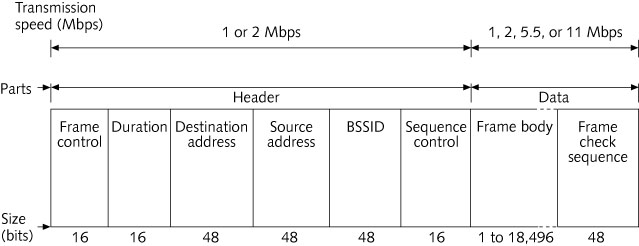 Transmission
speed (Mbps)
1 or 2 Mbps
1, 2, 5.5, or 11 Mbps
Parts
Header
Data
Frame
control
Duration
Destination
address
Source
address
BSSID
Sequence
control
Frame body
Frame
check
sequence
Size
(bits)
16
16
48
48
48
16
1 to 18,496
48